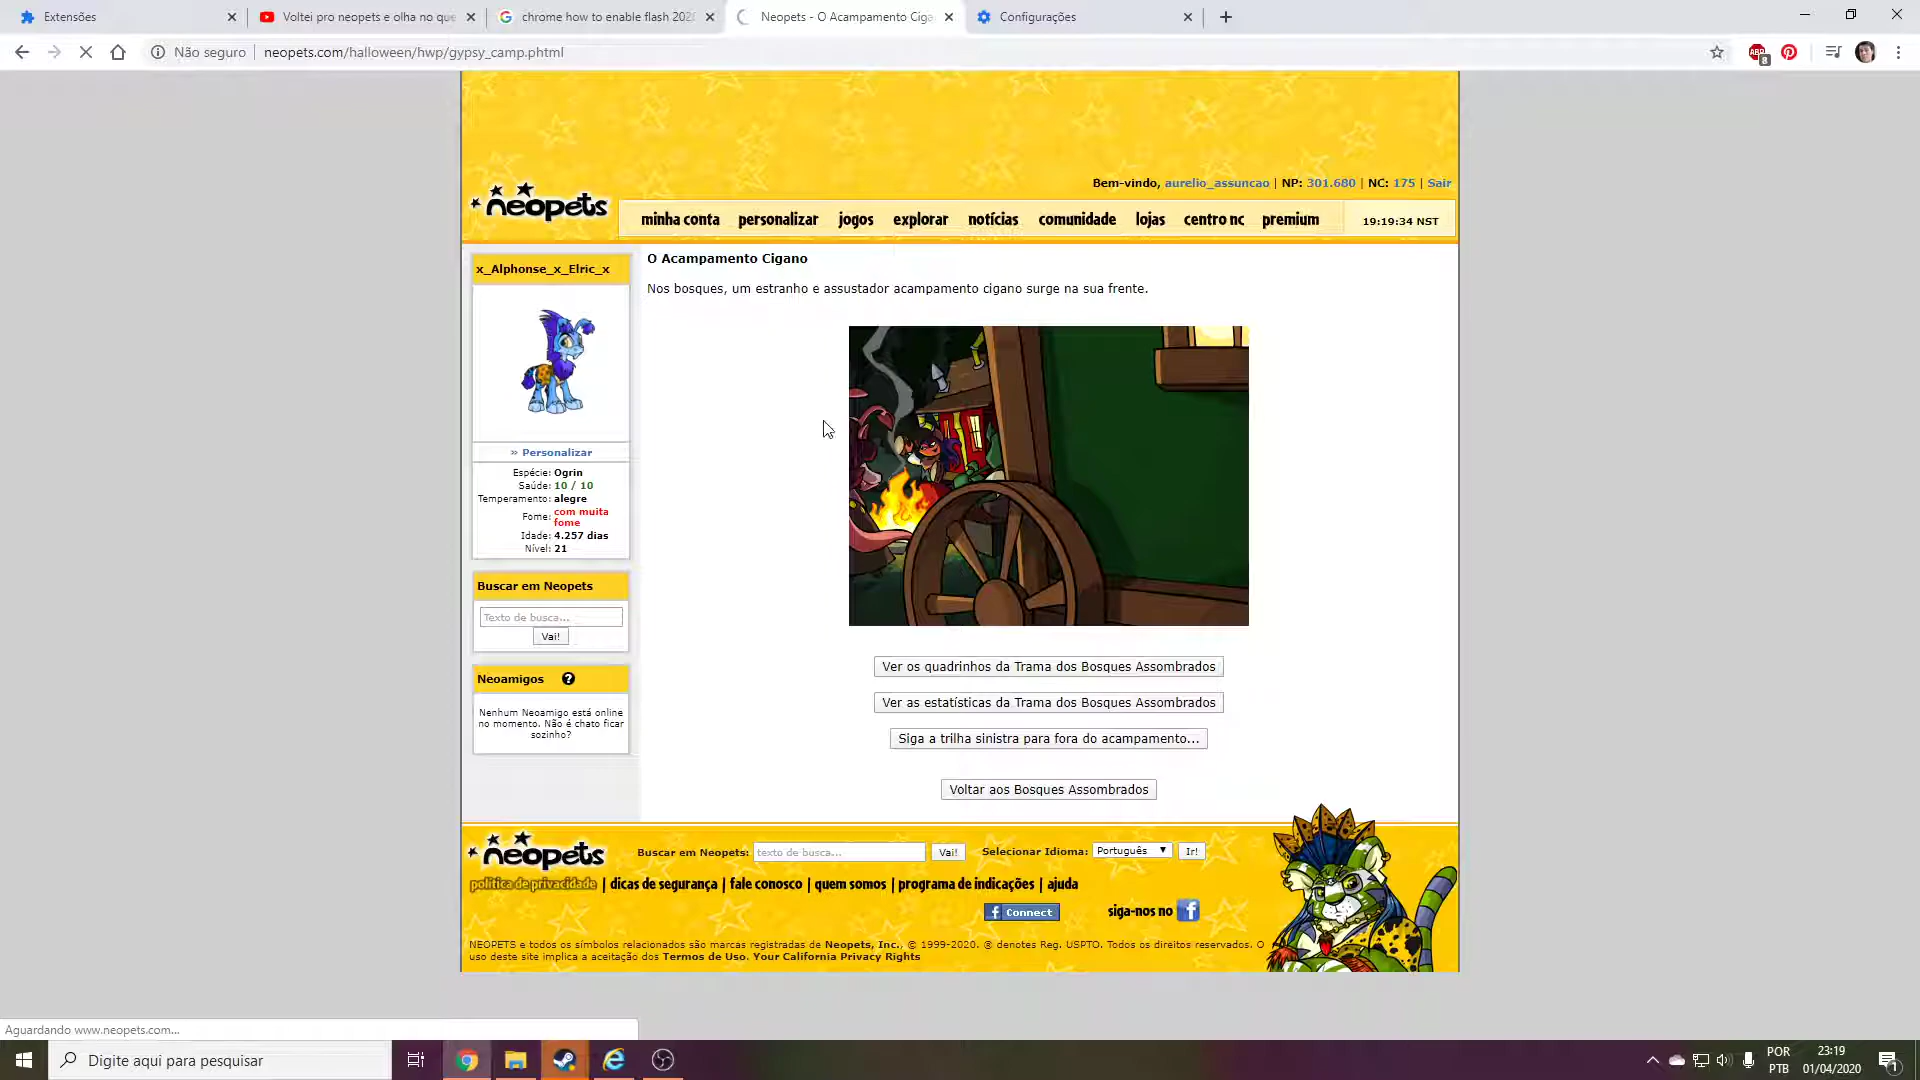 Extensões
Voltei pro neopets e olha no que
chrome how to enable flash 2020
Neopets - O Acampamento Ciga
Configurações
Não seguro
neopets.com/halloween/hwp/gypsy_camp.phtml
ABP
8
Bem-vindo, aurelio_assuncao | NP: 301.680 | NC: 175 | Sair
neopets
minha conta
personalizar
jogos
explorar
notícias
comunidade
lojas
centro nc
premium
19:19:34 NST
x_Alphonse_x_Elric_x
» Personalizar
Espécie: Ogrin
Saúde: 10 / 10
Temperamento: alegre
Fome: com muita
fome
Idade: 4.257 dias
Nível: 21
Buscar em Neopets
Texto de busca...
Vai!
Neoamigos ?
Nenhum Neoamigo está online
no momento. Não é chato ficar
sozinho?
O Acampamento Cigano
Nos bosques, um estranho e assustador acampamento cigano surge na sua frente.
Ver os quadrinhos da Trama dos Bosques Assombrados
Ver as estatísticas da Trama dos Bosques Assombrados
Siga a trilha sinistra para fora do acampamento...
Voltar aos Bosques Assombrados
neopets
Buscar em Neopets: texto de busca... Vai!
Selecionar Idioma: Português Ir!
política de privacidade | dicas de segurança | fale conosco | quem somos | programa de indicações | ajuda
f Connect
siga-nos no f
NEOPETS e todos os símbolos relacionados são marcas registradas de Neopets, Inc., © 1999-2020. ® denotes Reg. USPTO. Todos os direitos reservados. O
uso deste site implica a aceitação dos Termos de Uso. Your California Privacy Rights
Aguardando www.neopets.com...
Digite aqui para pesquisar
POR
PTB
23:19
01/04/2020
1